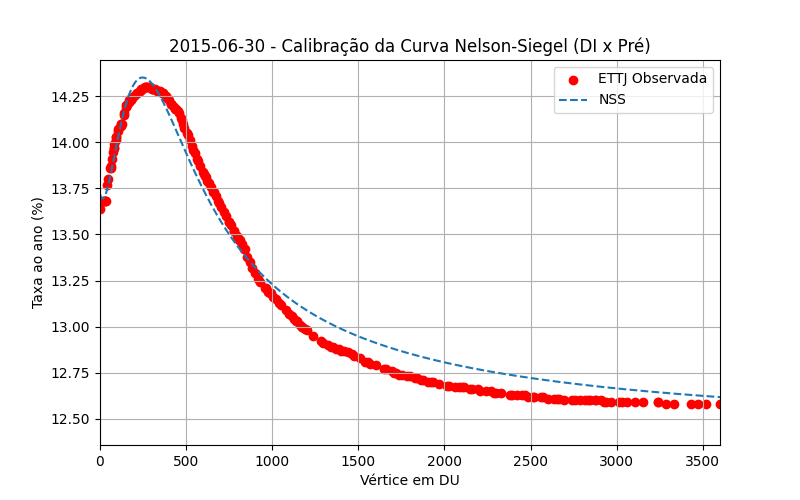 2015-06-30 - Calibração da Curva Nelson-Siegel (DI x Pré)
ETTJ Observada
NSS
Taxa ao ano (%)
14.25
14.00
13.75
13.50
13.25
13.00
12.75
12.50
0 500 1000 1500 2000 2500 3000 3500
Vértice em DU